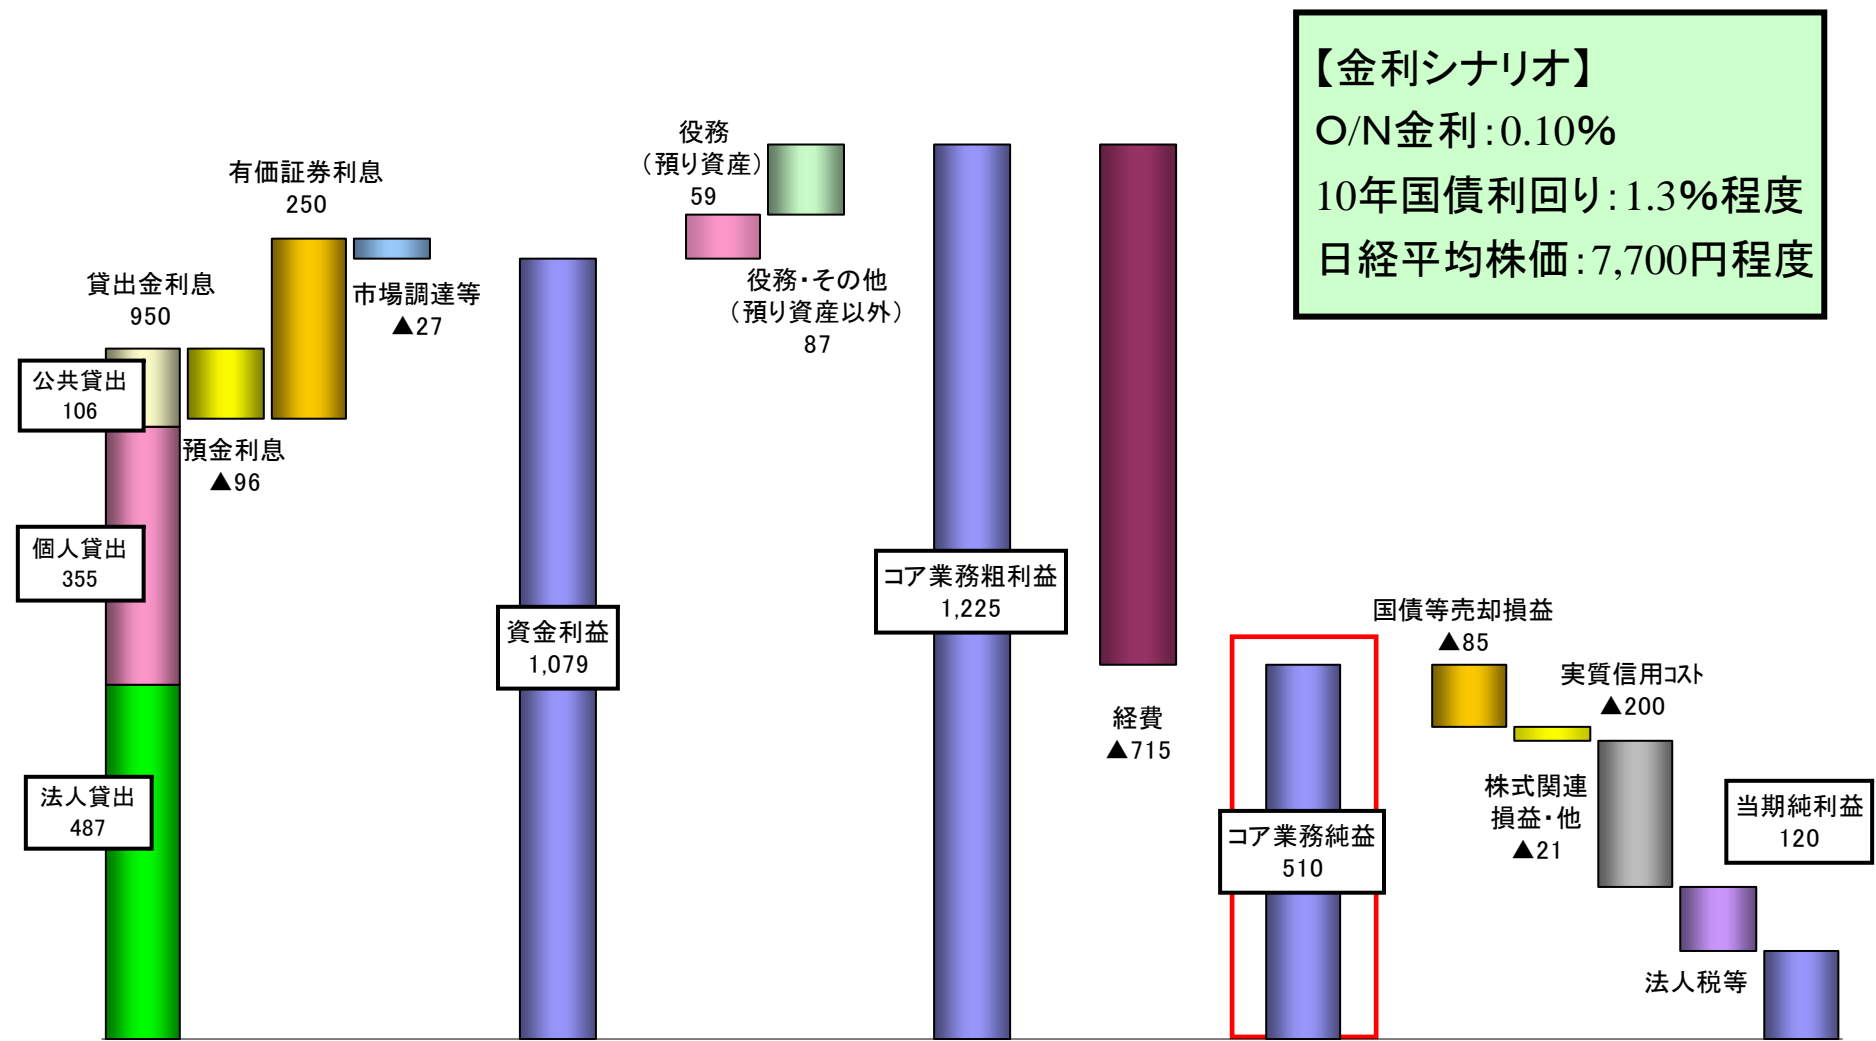 【金利シナリオ】
O/N金利:0.10%
10年国債利回り:1.3%程度
日経平均株価:7,700円程度
貸出金利息
950
公共貸出
106
個人貸出
355
法人貸出
487
預金利息
▲96
有価証券利息
250
市場調達等
▲27
資金利益
1,079
役務
(預り資産)
59
役務・その他
(預り資産以外)
87
コア業務粗利益
1,225
経費
▲715
コア業務純益
510
国債等売却損益
▲85
株式関連
損益・他
▲21
実質信用コスト
▲200
法人税等
当期純利益
120